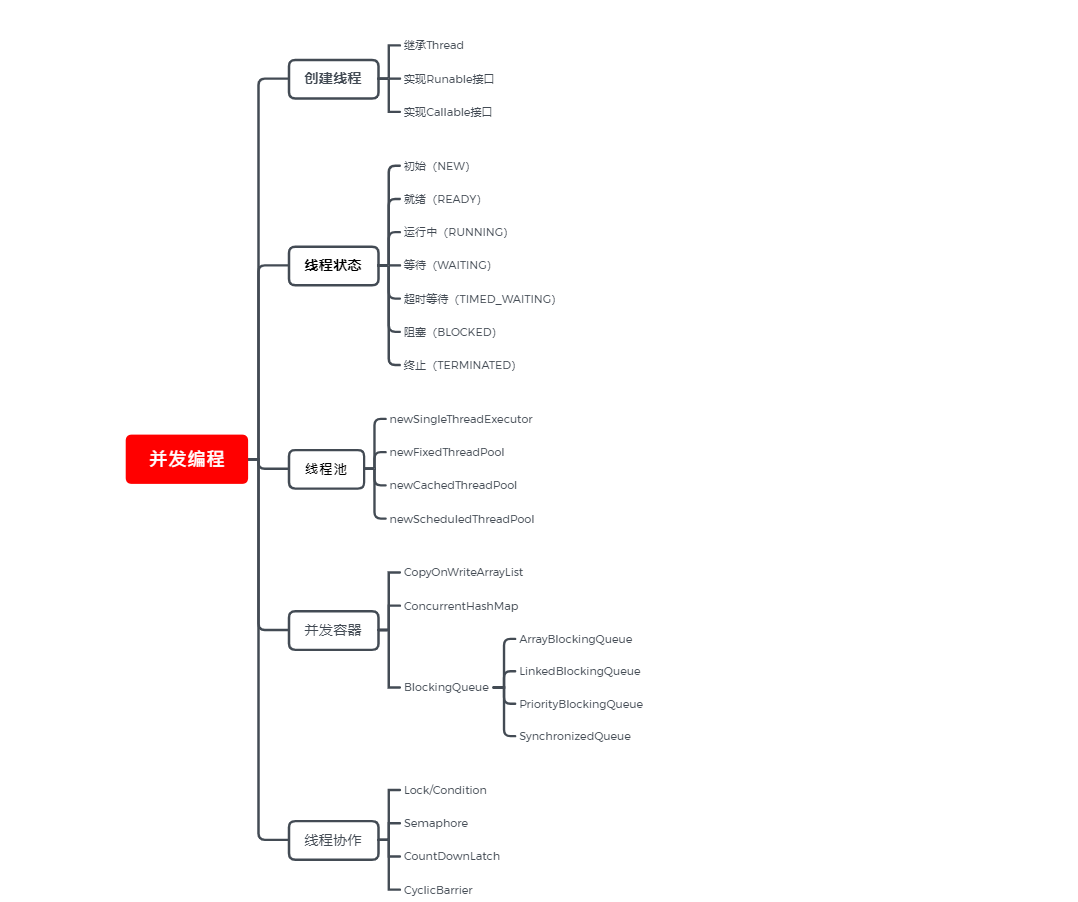 并发编程
创建线程
继承Thread
实现Runable接口
实现Callable接口
线程状态
初始（NEW）
就绪（READY）
运行中（RUNNING）
等待（WAITING）
超时等待（TIMED_WAITING）
阻塞（BLOCKED）
终止（TERMINATED）
线程池
newSingleThreadExecutor
newFixedThreadPool
newCachedThreadPool
newScheduledThreadPool
并发容器
CopyOnWriteArrayList
ConcurrentHashMap
BlockingQueue
ArrayBlockingQueue
LinkedBlockingQueue
PriorityBlockingQueue
SynchronizedQueue
线程协作
Lock/Condition
Semaphore
CountDownLatch
CyclicBarrier